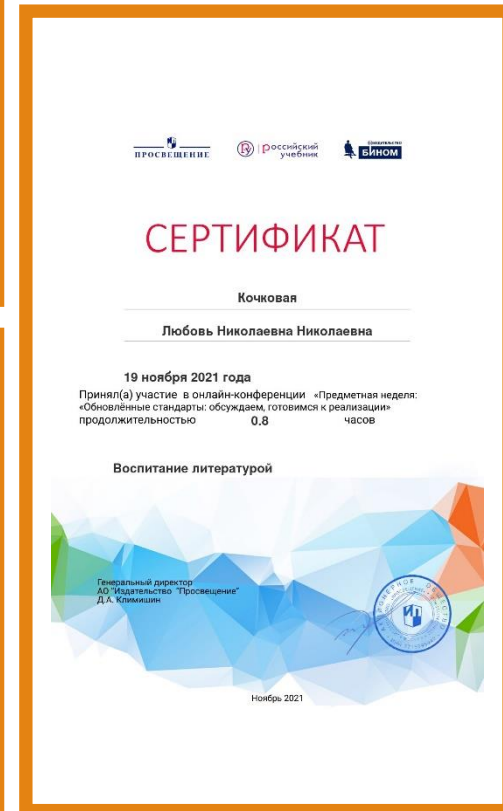 ПРОСВЕЩЕНИЕ
российский учебник
БИНОМ
СЕРТИФИКАТ
Кочковая
Любовь Николаевна Николаевна
19 ноября 2021 года
Принял(а) участие в онлайн-конференции «Предметная неделя:
«Обновлённые стандарты: обсуждаем, готовимся к реализации»
продолжительностью 0.8 часов
Воспитание литературой
Генеральный директор
АО "Издательство "Просвещение"
Д.А. Климишин
Ноябрь 2021